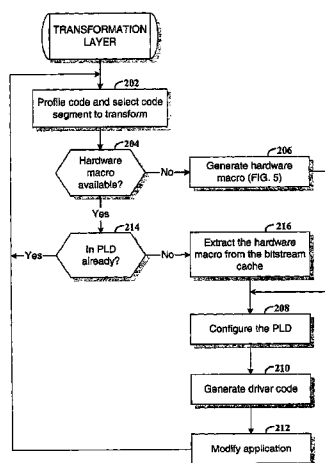 TRANSFORMATION
LAYER
202
Profile code and select code
segment to transform
204
Hardware
macro
available?
No
206
Generate hardware
macro (FIG. 5)
Yes
214
In PLD
already?
Yes
No
216
Extract the hardware
macro from the bitstream
cache
208
Configure the PLD
210
Generate driver code
212
Modify application